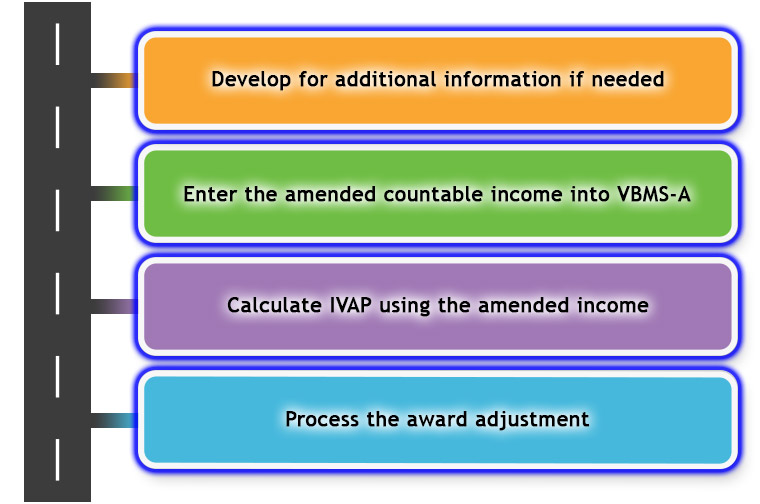 Develop for additional information if needed
Enter the amended countable income into VBMS-A
Calculate IVAP using the amended income
Process the award adjustment